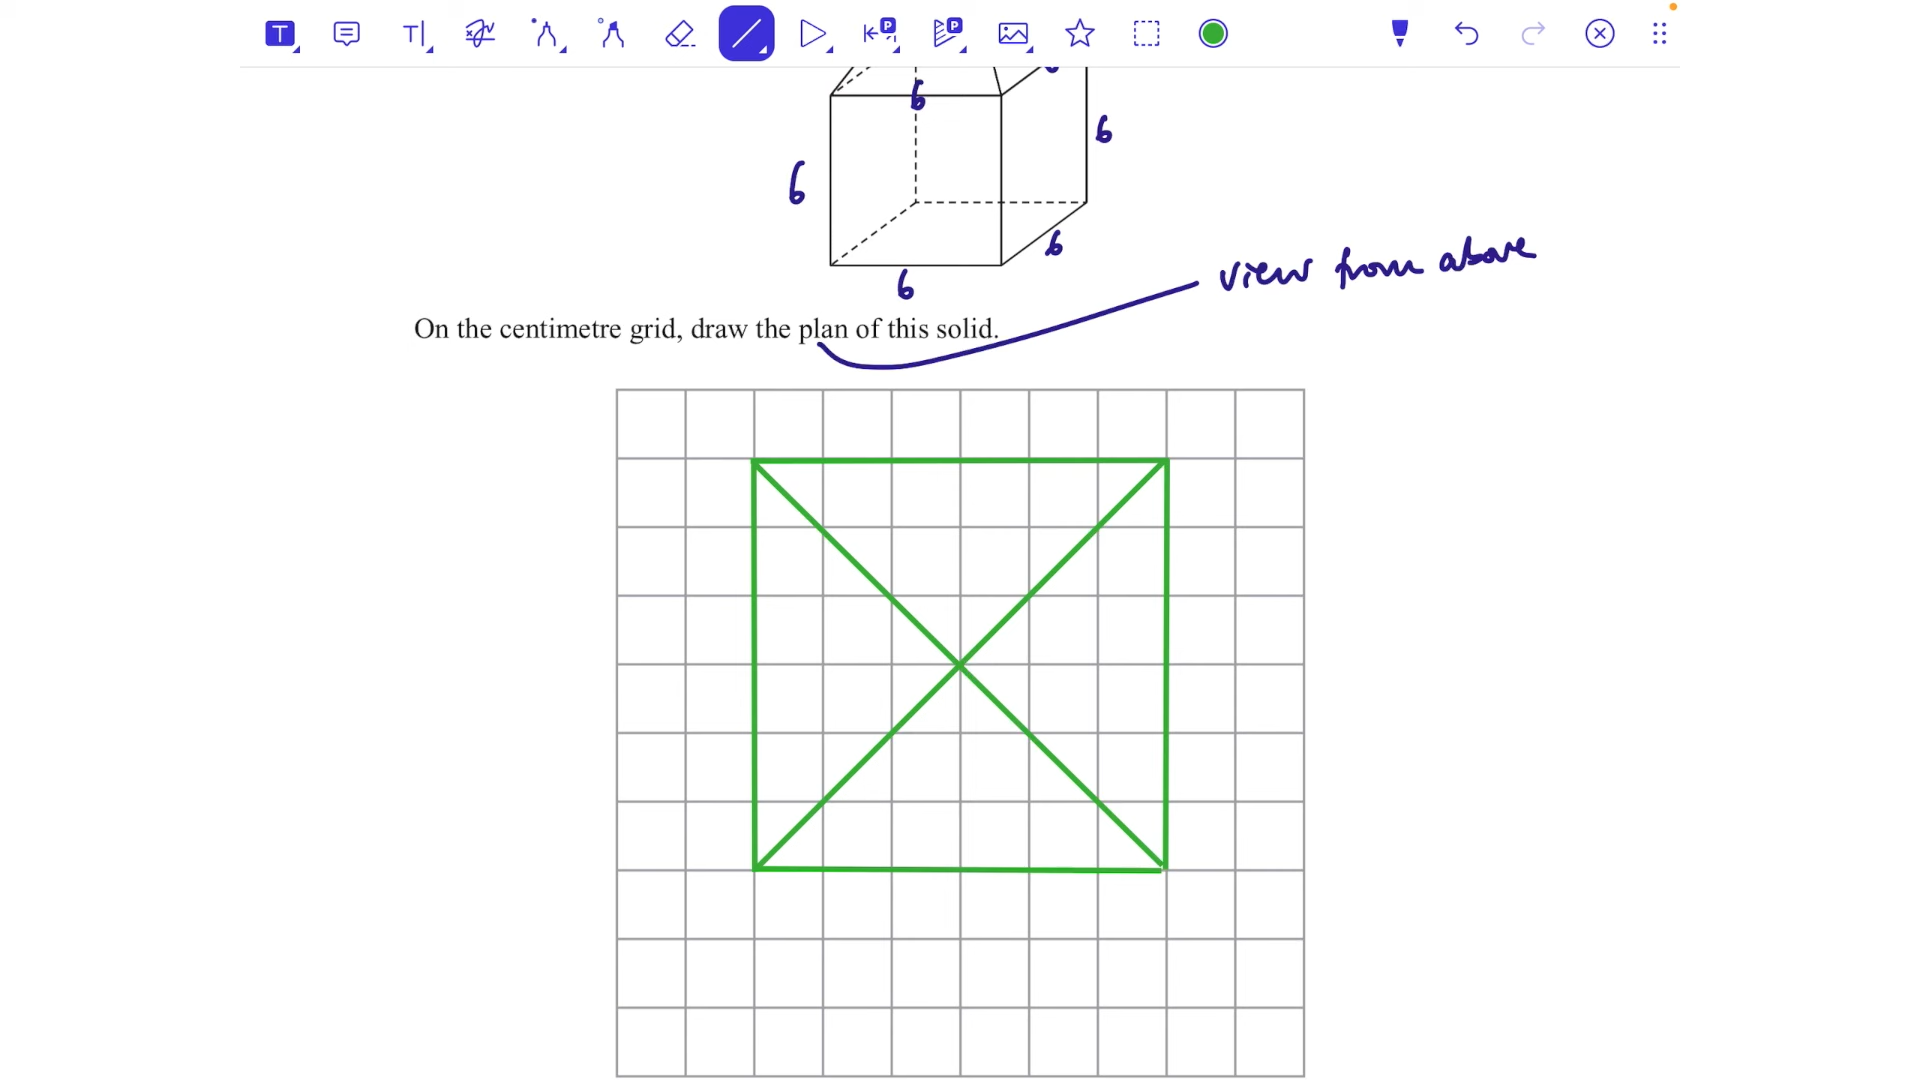 T
T
P
P
6
6
6
6
6
view from above
On the centimetre grid, draw the plan of this solid.